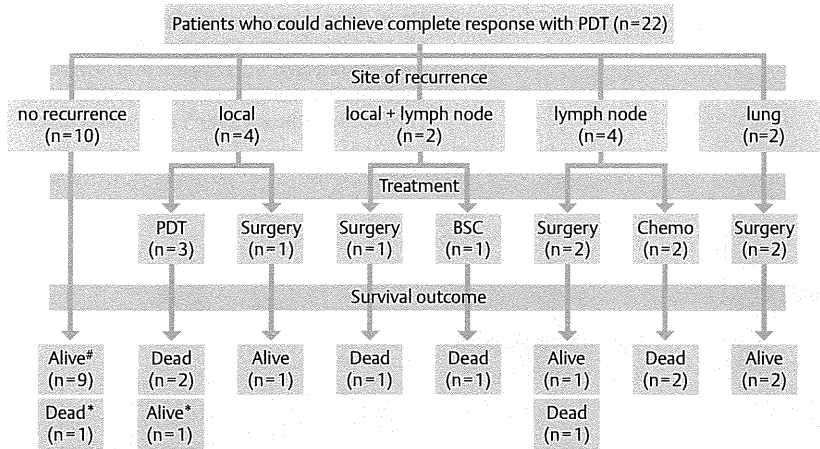 Patients who could achieve complete response with PDT (n=22)
Site of recurrence
no recurrence
(n=10)
local
(n=4)
local + lymph node
(n=2)
lymph node
(n=4)
lung
(n=2)
Treatment
PDT
(n=3)
Surgery
(n=1)
Surgery
(n=1)
BSC
(n=1)
Surgery
(n=2)
Chemo
(n=2)
Surgery
(n=2)
Survival outcome
Alive#
(n=9)
Dead*
(n=1)
Dead
(n=2)
Alive*
(n=1)
Alive
(n=1)
Dead
(n=1)
Dead
(n=1)
Alive
(n=1)
Dead
(n=1)
Dead
(n=2)
Alive
(n=2)